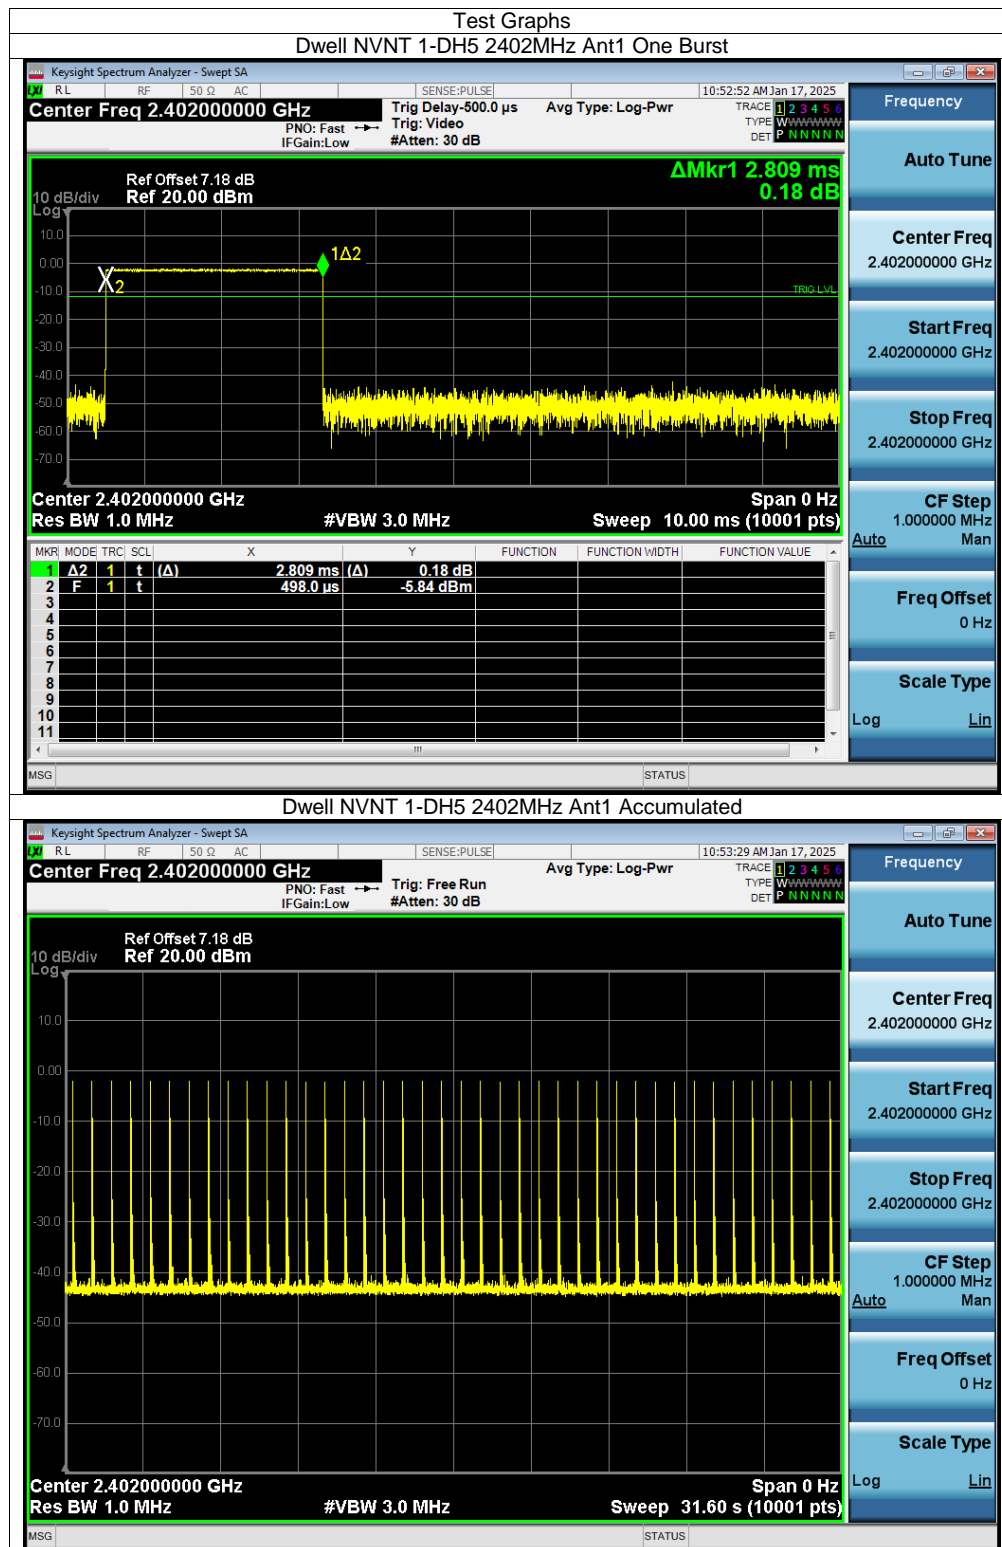 Test Graphs
Dwell NVNT 1-DH5 2402MHz Ant1 One Burst
Keysight Spectrum Analyzer - Swept SA
LXI RL RF 50 Ω AC SENSE:PULSE 10:52:52 AM Jan 17, 2025
Center Freq 2.402000000 GHz
PNO: Fast
IFGain:Low
Trig Delay-500.0 µs
Trig: Video
#Atten: 30 dB
Avg Type: Log-Pwr
TRACE 1 2 3 4 5 6
TYPE WWWWWWW
DET P N N N N N
Frequency
Auto Tune
Center Freq
2.402000000 GHz
Start Freq
2.402000000 GHz
Stop Freq
2.402000000 GHz
CF Step
1.000000 MHz
Auto Man
Freq Offset
0 Hz
Scale Type
Log Lin
ΔMkr1 2.809 ms
0.18 dB
Ref Offset 7.18 dB
10 dB/div Ref 20.00 dBm
Log
10.0
0.00
-10.0
-20.0
-30.0
-40.0
-50.0
-60.0
-70.0
1Δ2
2
TRIG LVL
Center 2.402000000 GHz Span 0 Hz
Res BW 1.0 MHz #VBW 3.0 MHz Sweep 10.00 ms (10001 pts)
MKR MODE TRC SCL X Y FUNCTION FUNCTION WIDTH FUNCTION VALUE
1 Δ2 1 t (Δ) 2.809 ms (Δ) 0.18 dB
2 F 1 t 498.0 µs -5.84 dBm
3
4
5
6
7
8
9
10
11
MSG STATUS
Dwell NVNT 1-DH5 2402MHz Ant1 Accumulated
Keysight Spectrum Analyzer - Swept SA
LXI RL RF 50 Ω AC SENSE:PULSE 10:53:29 AM Jan 17, 2025
Center Freq 2.402000000 GHz
PNO: Fast
IFGain:Low
Trig: Free Run
#Atten: 30 dB
Avg Type: Log-Pwr
TRACE 1 2 3 4 5 6
TYPE WWWWWWW
DET P N N N N N
Frequency
Auto Tune
Center Freq
2.402000000 GHz
Start Freq
2.402000000 GHz
Stop Freq
2.402000000 GHz
CF Step
1.000000 MHz
Auto Man
Freq Offset
0 Hz
Scale Type
Log Lin
Ref Offset 7.18 dB
10 dB/div Ref 20.00 dBm
Log
10.0
0.00
-10.0
-20.0
-30.0
-40.0
-50.0
-60.0
-70.0
Center 2.402000000 GHz Span 0 Hz
Res BW 1.0 MHz #VBW 3.0 MHz Sweep 31.60 s (10001 pts)
MSG STATUS